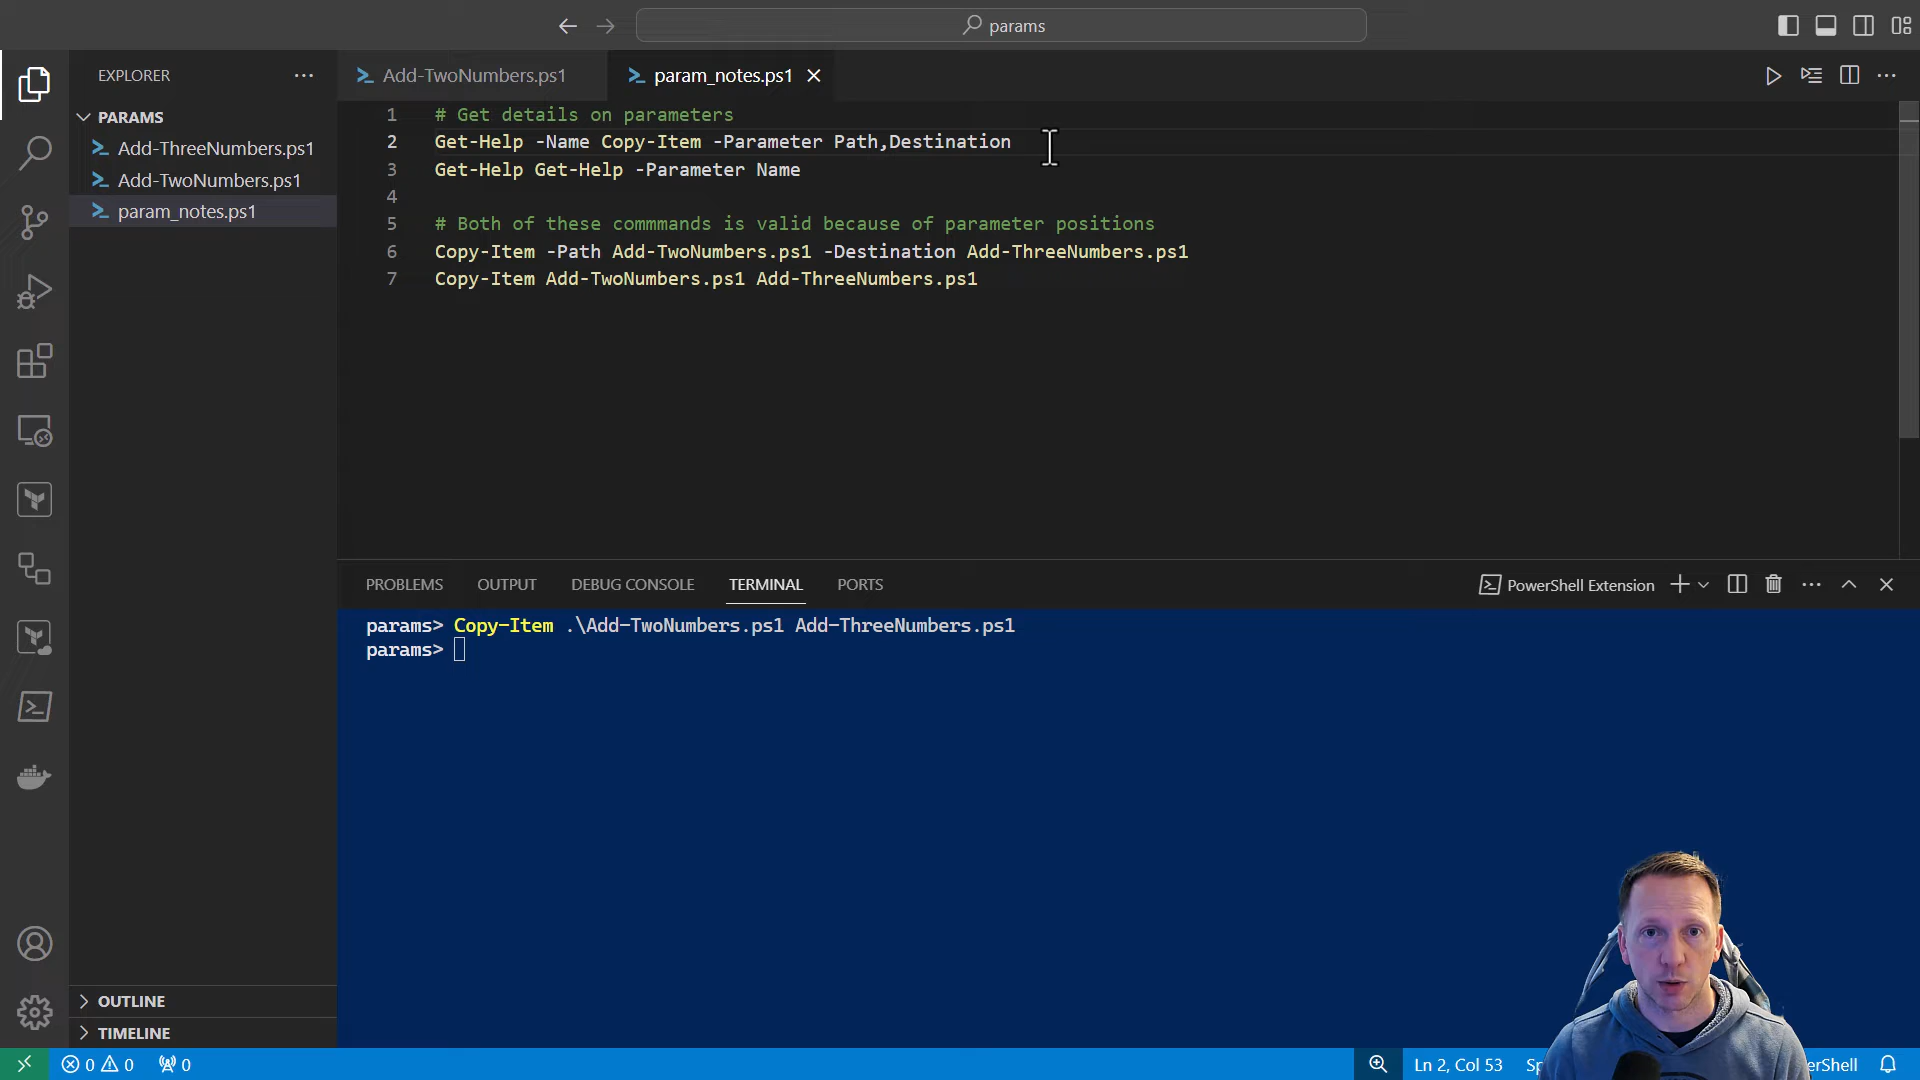 params
EXPLORER
Add-TwoNumbers.ps1
param_notes.ps1
PARAMS
Add-ThreeNumbers.ps1
Add-TwoNumbers.ps1
param_notes.ps1
1 # Get details on parameters
2 Get-Help -Name Copy-Item -Parameter Path,Destination
3 Get-Help Get-Help -Parameter Name
4
5 # Both of these commmands is valid because of parameter positions
6 Copy-Item -Path Add-TwoNumbers.ps1 -Destination Add-ThreeNumbers.ps1
7 Copy-Item Add-TwoNumbers.ps1 Add-ThreeNumbers.ps1
PROBLEMS OUTPUT DEBUG CONSOLE TERMINAL PORTS
PowerShell Extension
params> Copy-Item .\Add-TwoNumbers.ps1 Add-ThreeNumbers.ps1
params>
OUTLINE
TIMELINE
0 0 0
Ln 2, Col 53
Sp
erShell